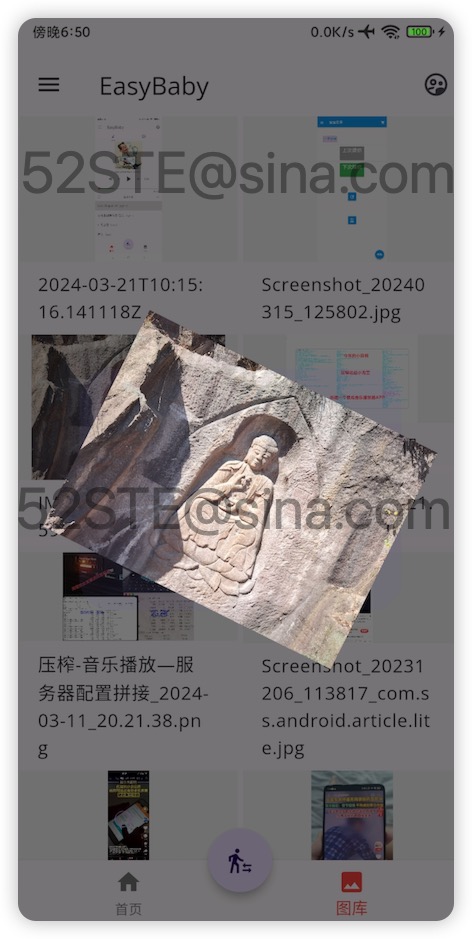 傍晚6:50
0.0K/s
100
EasyBaby
52STE@sina.com
2024-03-21T10:15:
16.141118Z
Screenshot_20240
315_125802.jpg
52STE@sina.com
压榨-音乐播放—服
务器配置拼接_2024-
03-11_20.21.38.pn
g
Screenshot_20231
206_113817_com.s
s.android.article.lit
e.jpg
首页
图库